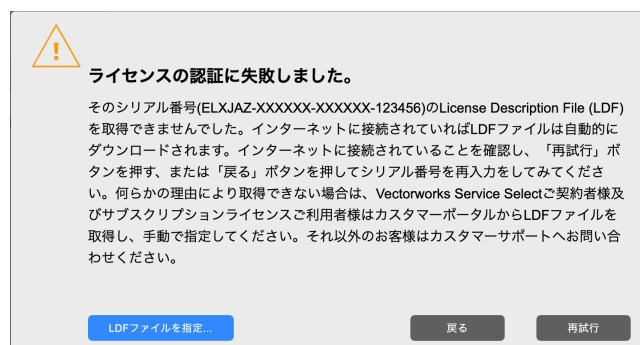 ライセンスの認証に失敗しました。
そのシリアル番号(ELXJAZ-XXXXXX-XXXXXX-123456)のLicense Description File (LDF)
を取得できませんでした。インターネットに接続されていればLDFファイルは自動的に
ダウンロードされます。インターネットに接続されていることを確認し、「再試行」ボ
タンを押す、または「戻る」ボタンを押してシリアル番号を再入力をしてみてくださ
い。何らかの理由により取得できない場合は、Vectorworks Service Selectご契約者様及
びサブスクリプションライセンスご利用者様はカスタマーポータルからLDFファイルを
取得し、手動で指定してください。それ以外のお客様はカスタマーサポートへお問い合
わせください。
LDFファイルを指定... 戻る 再試行